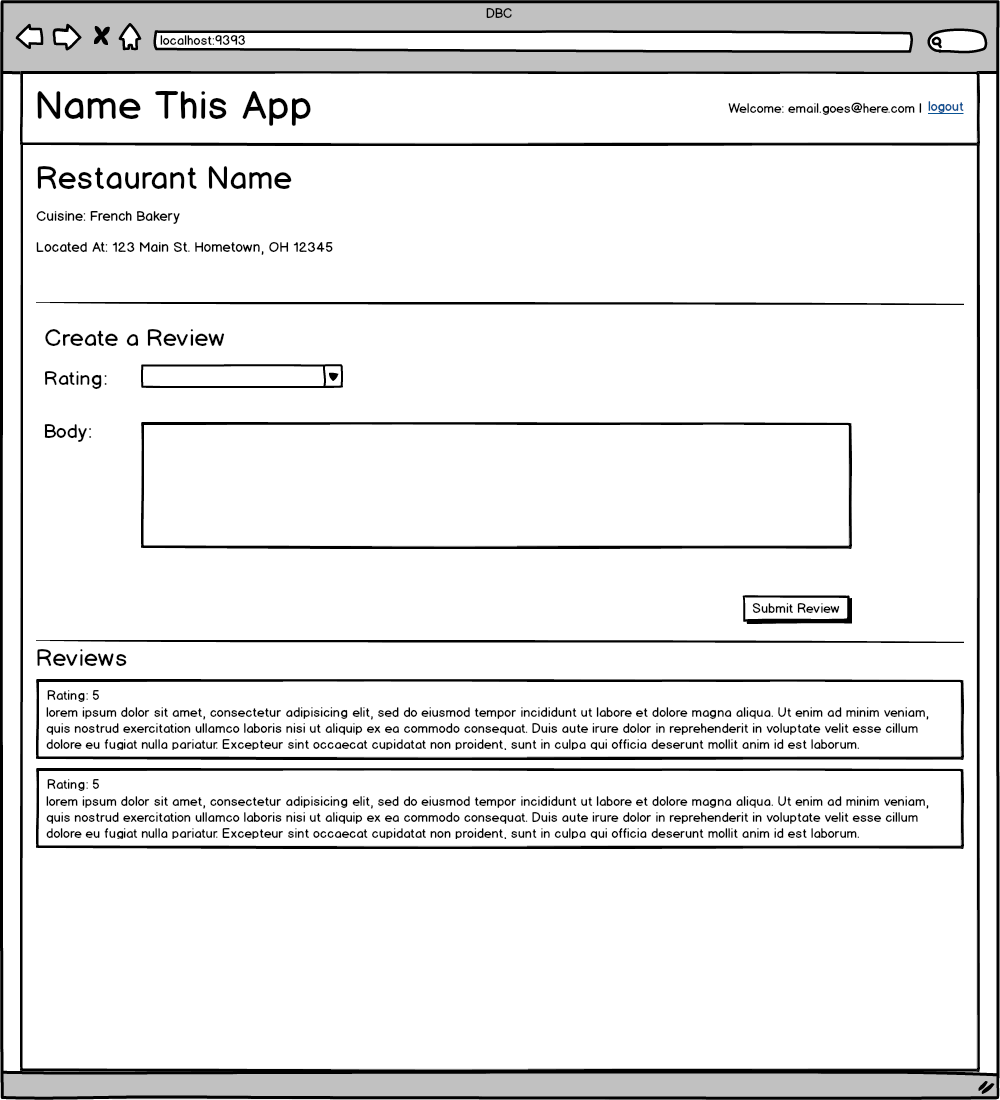 DBC
localhost:9393
Name This App
Welcome: email.goes@here.com | logout
Restaurant Name
Cuisine: French Bakery
Located At: 123 Main St. Hometown, OH 12345
Create a Review
Rating:
Body:
Submit Review
Reviews
Rating: 5
lorem ipsum dolor sit amet, consectetur adipisicing elit, sed do eiusmod tempor incididunt ut labore et dolore magna aliqua. Ut enim ad minim veniam,
quis nostrud exercitation ullamco laboris nisi ut aliquip ex ea commodo consequat. Duis aute irure dolor in reprehenderit in voluptate velit esse cillum
dolore eu fugiat nulla pariatur. Excepteur sint occaecat cupidatat non proident, sunt in culpa qui officia deserunt mollit anim id est laborum.
Rating: 5
lorem ipsum dolor sit amet, consectetur adipisicing elit, sed do eiusmod tempor incididunt ut labore et dolore magna aliqua. Ut enim ad minim veniam,
quis nostrud exercitation ullamco laboris nisi ut aliquip ex ea commodo consequat. Duis aute irure dolor in reprehenderit in voluptate velit esse cillum
dolore eu fugiat nulla pariatur. Excepteur sint occaecat cupidatat non proident, sunt in culpa qui officia deserunt mollit anim id est laborum.